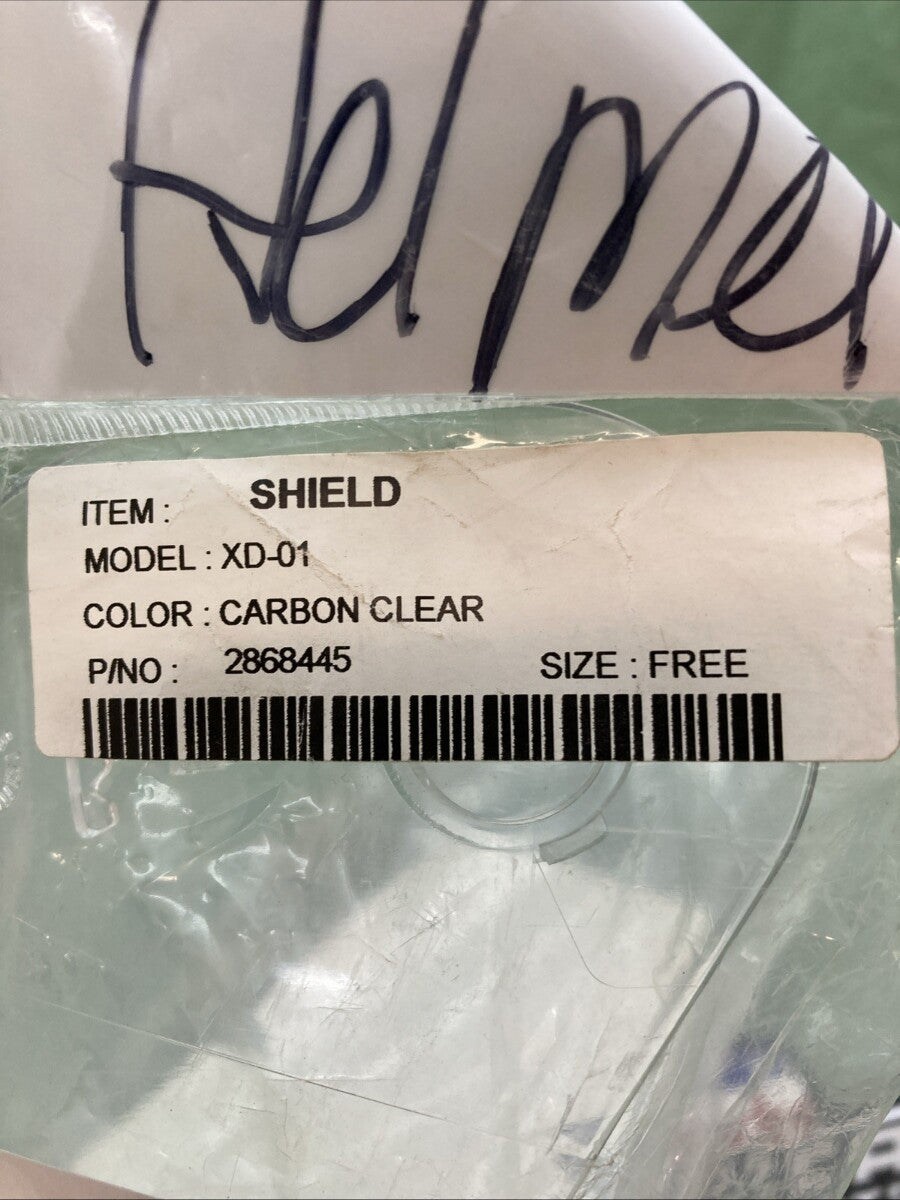 Helmet
ITEM : SHIELD
MODEL : XD-01
COLOR : CARBON CLEAR
P/NO : 2868445 SIZE : FREE